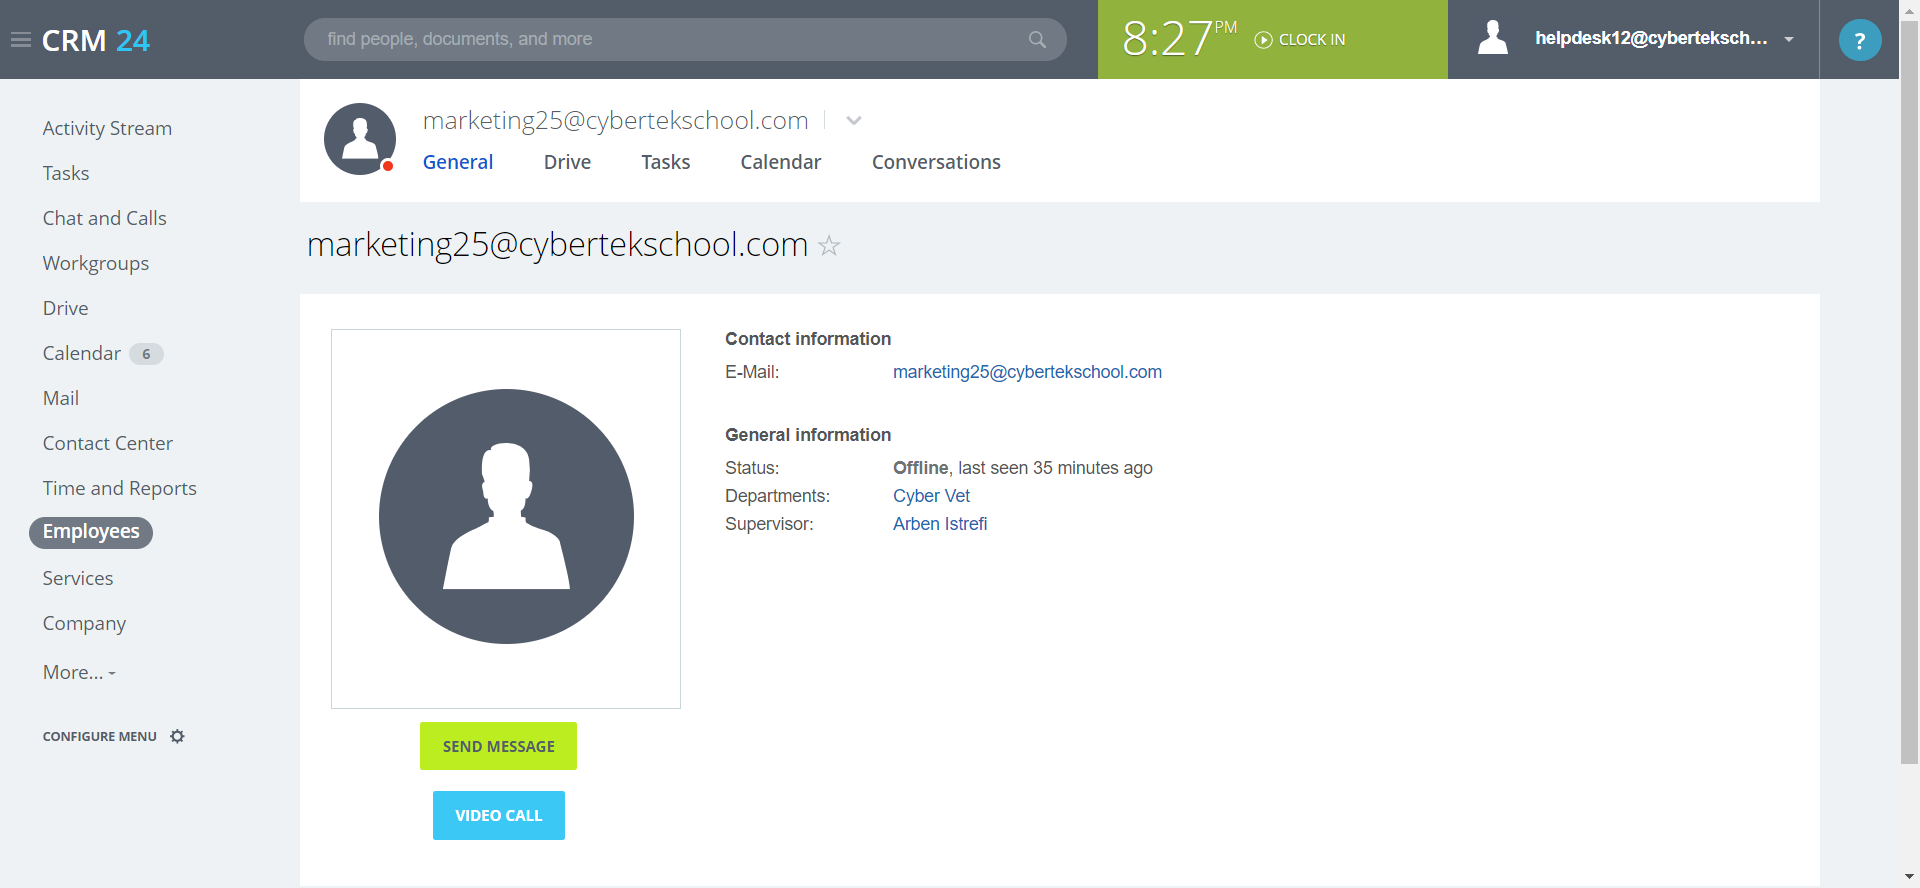 CRM 24
find people, documents, and more
8:27 PM CLOCK IN
helpdesk12@cyberteksch...
?
Activity Stream
Tasks
Chat and Calls
Workgroups
Drive
Calendar 6
Mail
Contact Center
Time and Reports
Employees
Services
Company
More...
CONFIGURE MENU
marketing25@cybertekschool.com
General Drive Tasks Calendar Conversations
marketing25@cybertekschool.com
SEND MESSAGE
VIDEO CALL
Contact information
E-Mail: marketing25@cybertekschool.com
General information
Status: Offline, last seen 35 minutes ago
Departments: Cyber Vet
Supervisor: Arben Istrefi